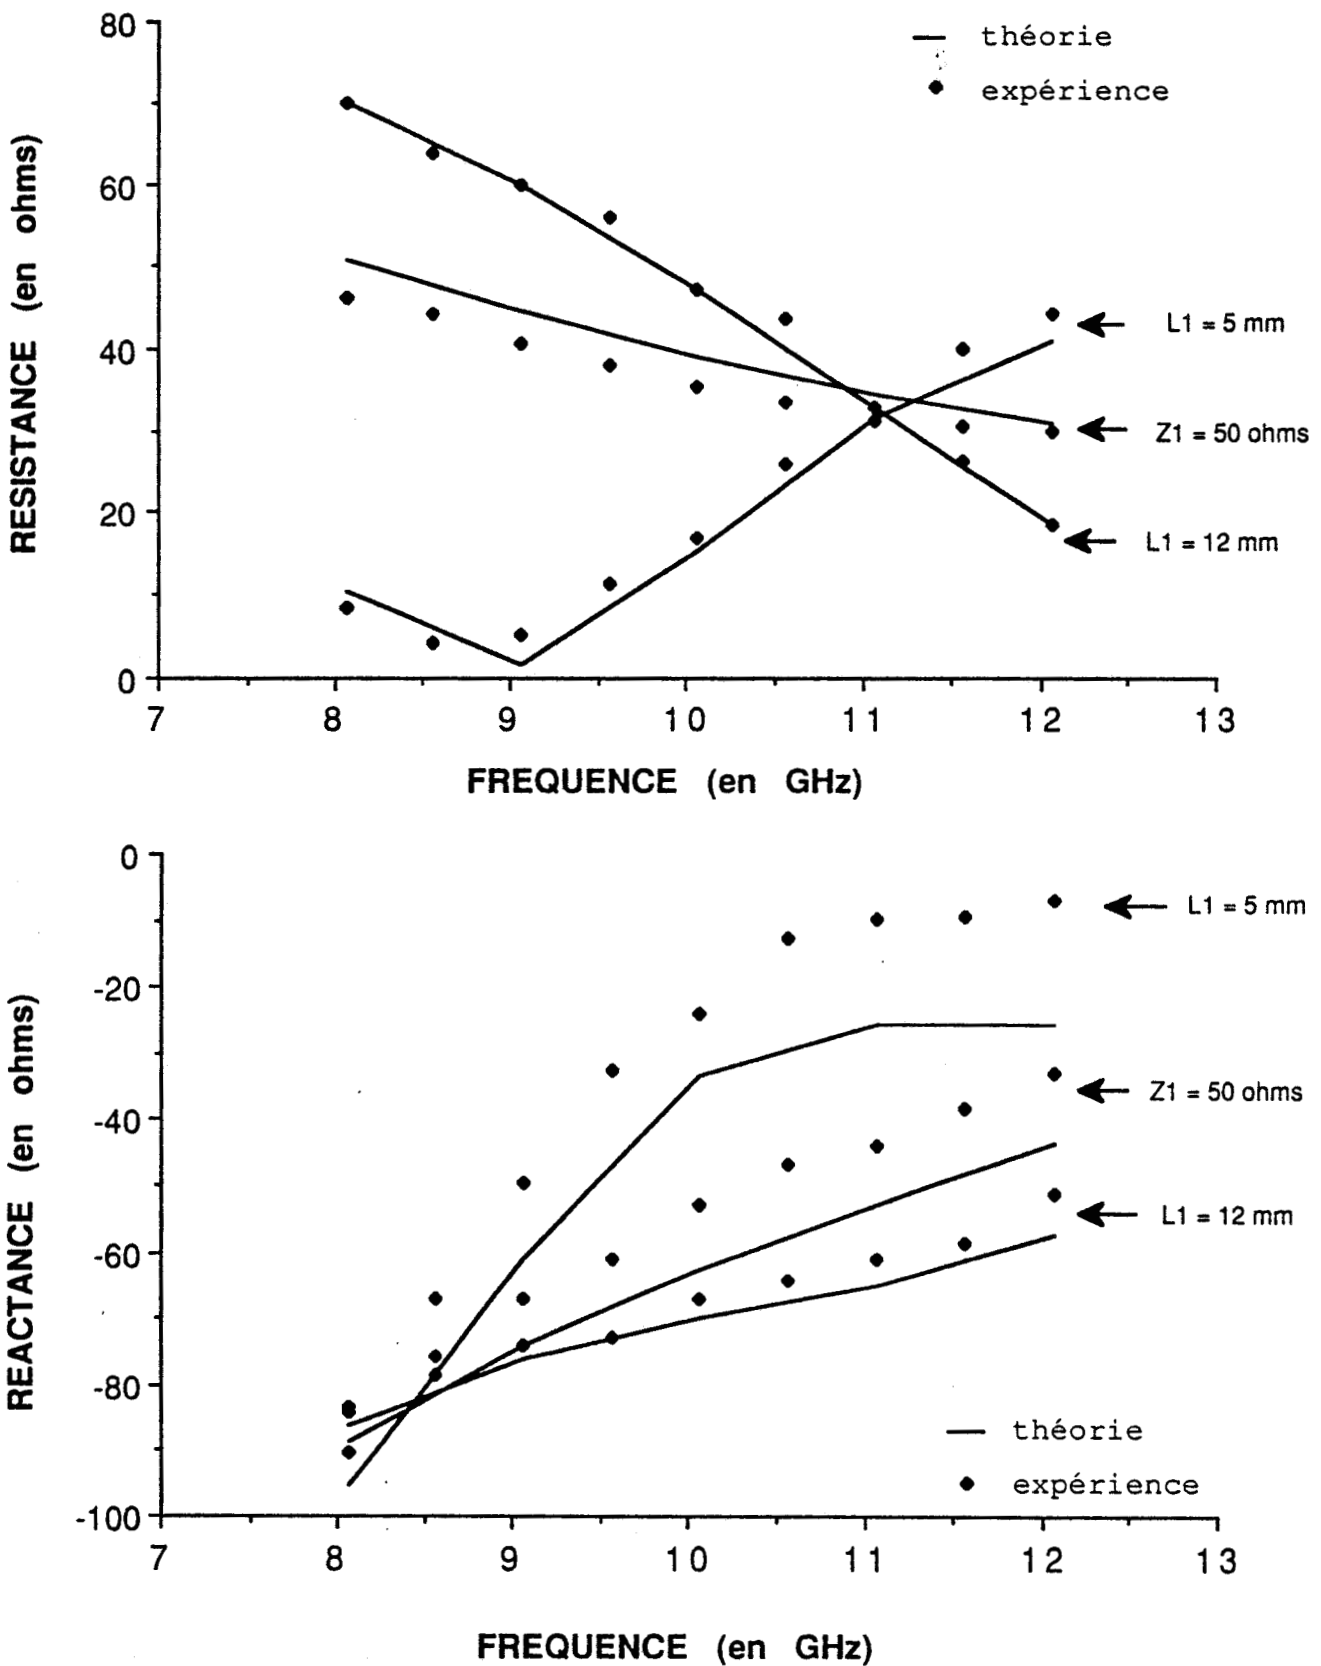 80
théorie
expérience
60
40
20
0
RESISTANCE (en ohms)
L1 = 5 mm
Z1 = 50 ohms
L1 = 12 mm
7 8 9 10 11 12 13
FREQUENCE (en GHz)
0
-20
-40
-60
-80
-100
REACTANCE (en ohms)
L1 = 5 mm
Z1 = 50 ohms
L1 = 12 mm
théorie
expérience
7 8 9 10 11 12 13
FREQUENCE (en GHz)